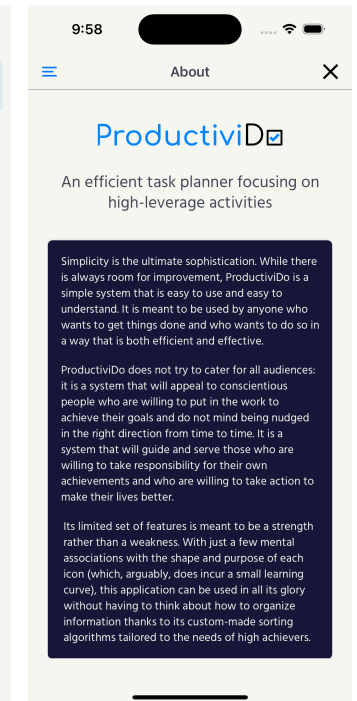 9:58
About
ProductiviDo
An efficient task planner focusing on
high-leverage activities
Simplicity is the ultimate sophistication. While there
is always room for improvement, ProductiviDo is a
simple system that is easy to use and easy to
understand. It is meant to be used by anyone who
wants to get things done and who wants to do so in
a way that is both efficient and effective.
ProductiviDo does not try to cater for all audiences:
it is a system that will appeal to conscientious
people who are willing to put in the work to
achieve their goals and do not mind being nudged
in the right direction from time to time. It is a
system that will guide and serve those who are
willing to take responsibility for their own
achievements and who are willing to take action to
make their lives better.
Its limited set of features is meant to be a strength
rather than a weakness. With just a few mental
associations with the shape and purpose of each
icon (which, arguably, does incur a small learning
curve), this application can be used in all its glory
without having to think about how to organize
information thanks to its custom-made sorting
algorithms tailored to the needs of high achievers.